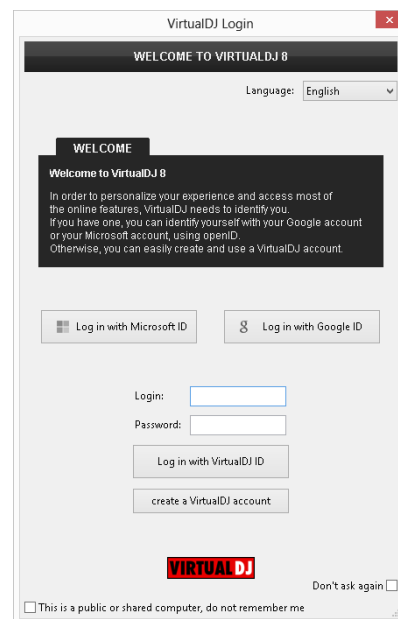 VirtualDJ Login
WELCOME TO VIRTUALDJ 8
Language: English
WELCOME
Welcome to VirtualDJ 8
In order to personalize your experience and access most of
the online features, VirtualDJ needs to identify you.
If you have one, you can identify yourself with your Google account
or your Microsoft account, using openID.
Otherwise, you can easily create and use a VirtualDJ account.
Log in with Microsoft ID
g Log in with Google ID
Login:
Password:
Log in with VirtualDJ ID
create a VirtualDJ account
VIRTUAL DJ
Don't ask again
This is a public or shared computer, do not remember me